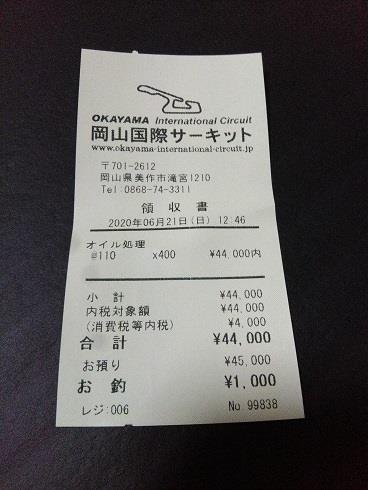 OKAYAMA International Circuit
岡山国際サーキット
www.okayama-international-circuit.jp
〒701-2612
岡山県美作市滝宮1210
Tel:0868-74-3311
領収書
2020年06月21日(日) 12:46
オイル処理
@110 x400 ¥44,000内
小計 ¥44,000
内税対象額 ¥44,000
(消費税等内税) ¥4,000
合計 ¥44,000
お預り ¥45,000
お釣 ¥1,000
レジ:006 No 99838